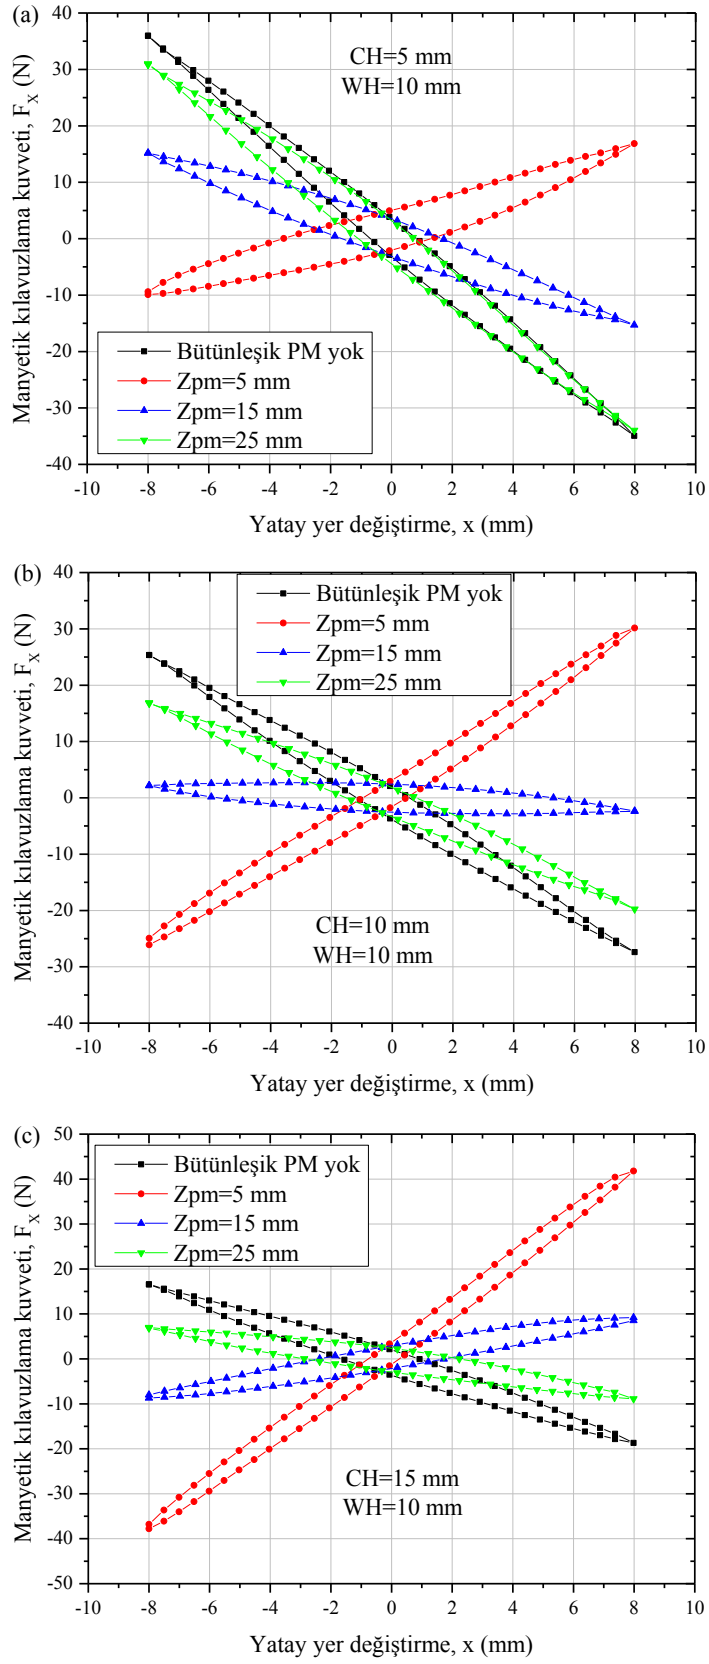 (a)
40
30
20
10
0
-10
-20
-30
-40
Manyetik kılavuzlama kuvveti, F_X (N)
CH=5 mm
WH=10 mm
Bütünleşik PM yok
Zpm=5 mm
Zpm=15 mm
Zpm=25 mm
-10 -8 -6 -4 -2 0 2 4 6 8 10
Yatay yer değiştirme, x (mm)
(b)
40
30
20
10
0
-10
-20
-30
-40
Manyetik kılavuzlama kuvveti, F_X (N)
Bütünleşik PM yok
Zpm=5 mm
Zpm=15 mm
Zpm=25 mm
CH=10 mm
WH=10 mm
-10 -8 -6 -4 -2 0 2 4 6 8 10
Yatay yer değiştirme, x (mm)
(c)
50
40
30
20
10
0
-10
-20
-30
-40
-50
Manyetik kılavuzlama kuvveti, F_X (N)
Bütünleşik PM yok
Zpm=5 mm
Zpm=15 mm
Zpm=25 mm
CH=15 mm
WH=10 mm
-10 -8 -6 -4 -2 0 2 4 6 8 10
Yatay yer değiştirme, x (mm)